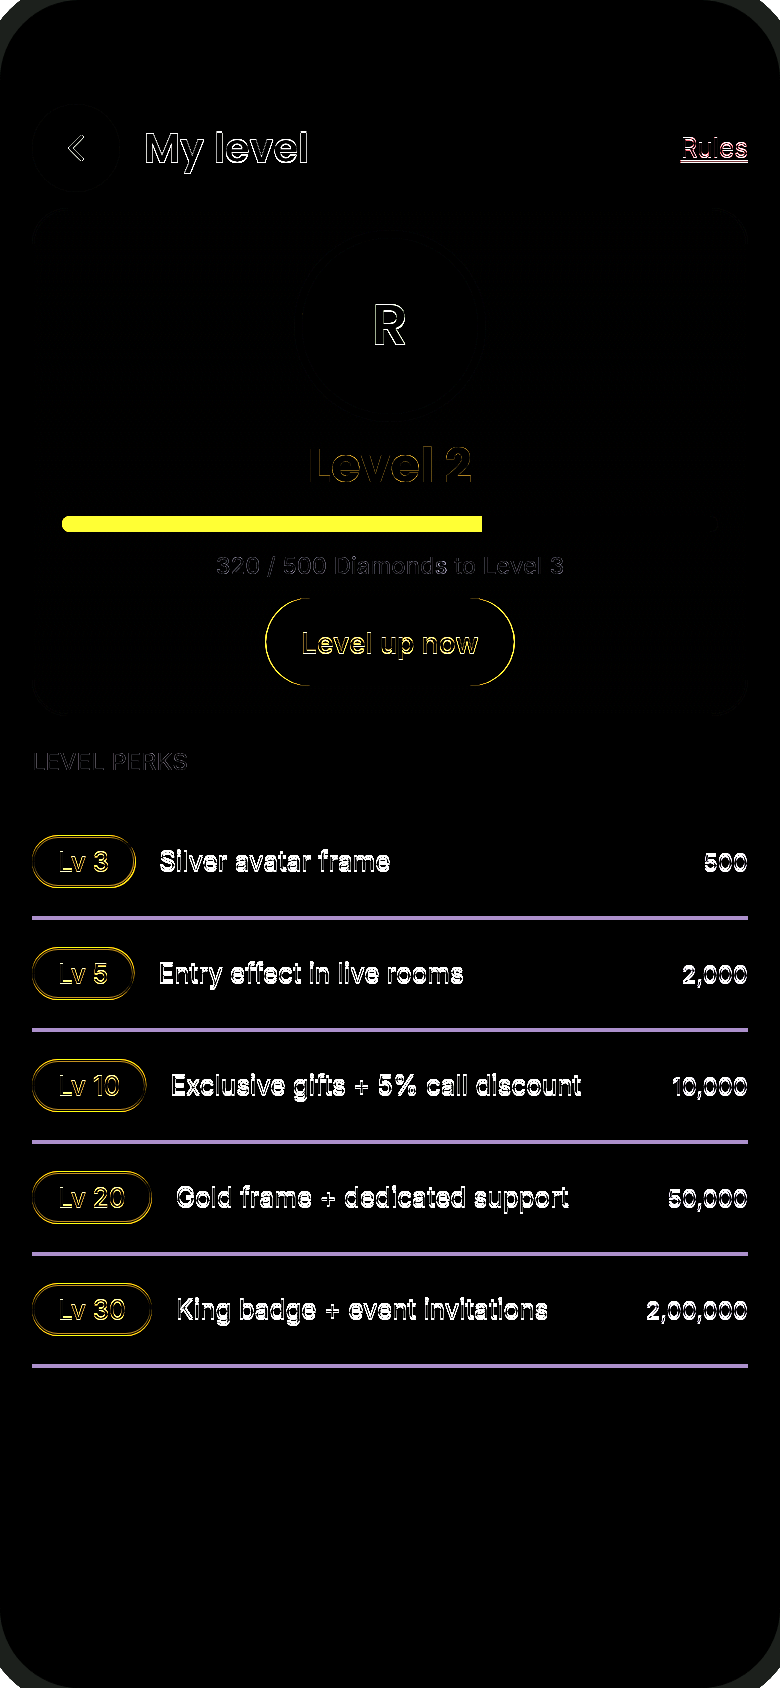 My level
Rules
R
Level 2
320 / 500 Diamonds to Level 3
Level up now
LEVEL PERKS
Lv 3 Silver avatar frame 500
Lv 5 Entry effect in live rooms 2,000
Lv 10 Exclusive gifts + 5% call discount 10,000
Lv 20 Gold frame + dedicated support 50,000
Lv 30 King badge + event invitations 2,00,000